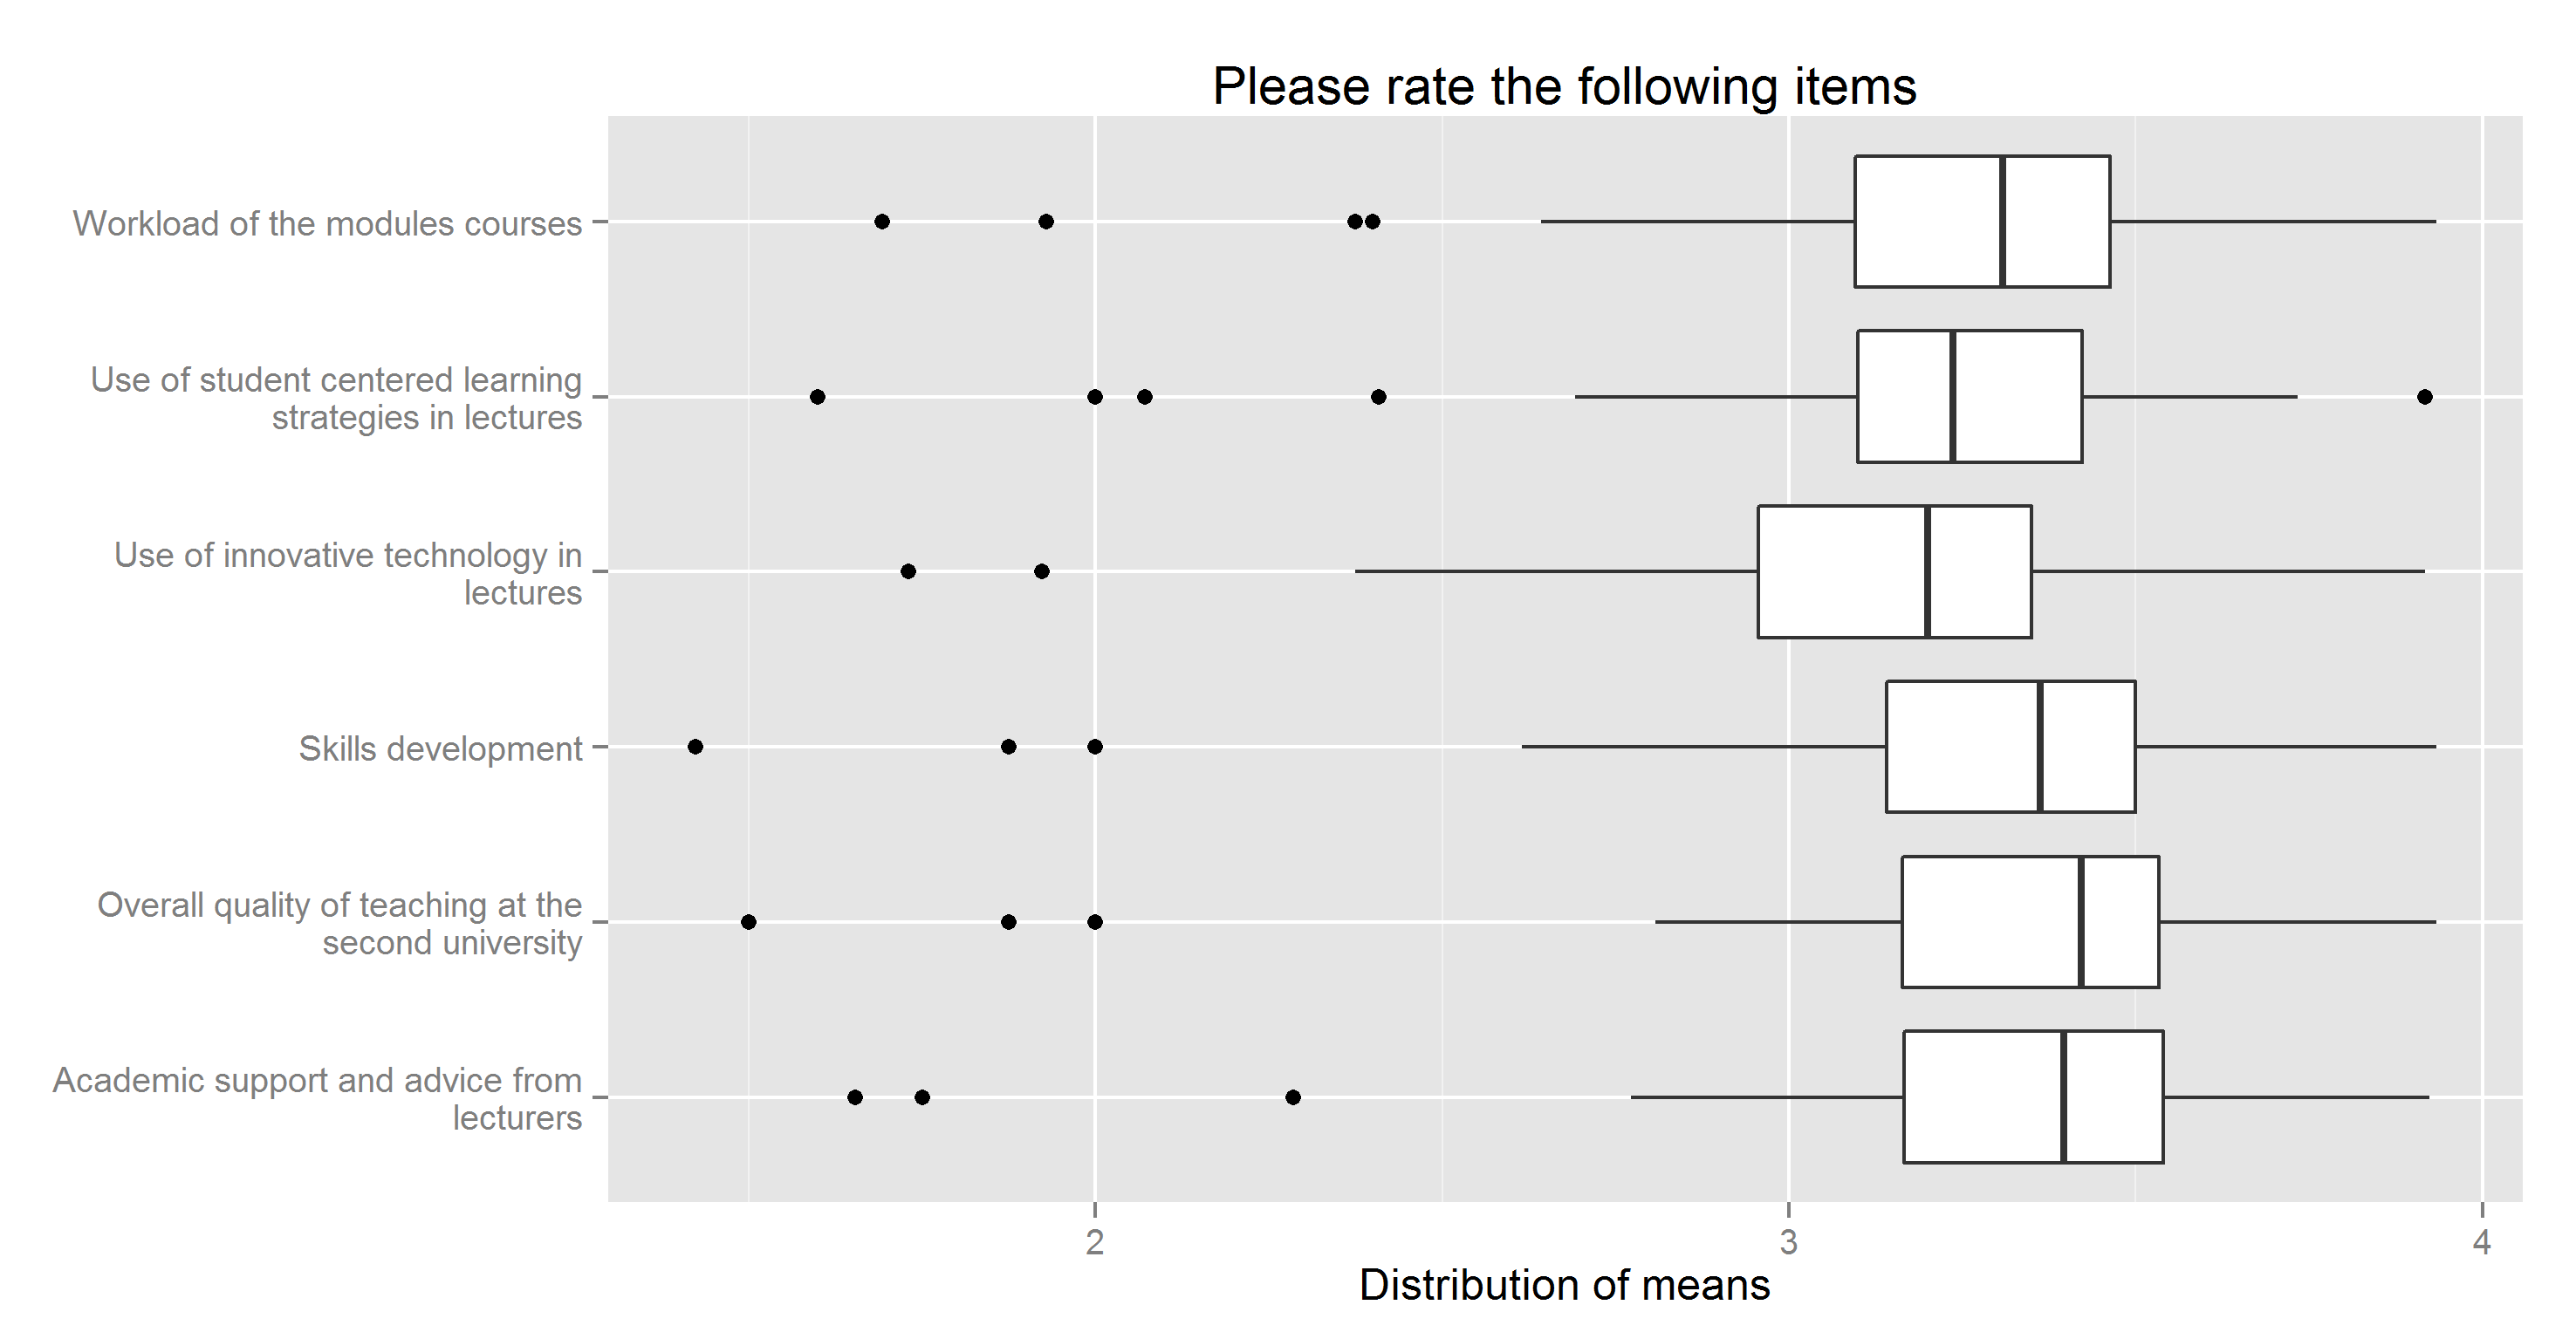 Please rate the following items
Workload of the modules courses
Use of student centered learning
strategies in lectures
Use of innovative technology in
lectures
Skills development
Overall quality of teaching at the
second university
Academic support and advice from
lecturers
2
3
4
Distribution of means